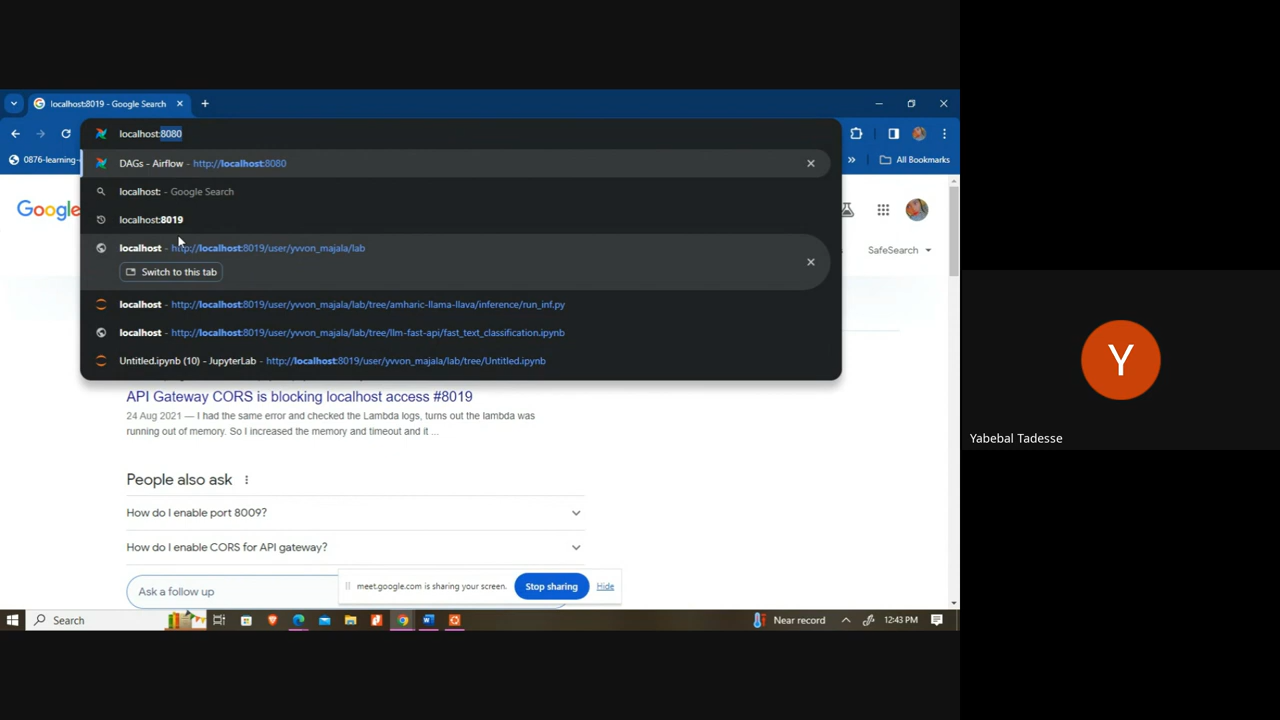 localhost:8019 - Google Search
localhost:8080
0876-learning-
All Bookmarks
DAGs - Airflow - http://localhost:8080
localhost: - Google Search
localhost:8019
localhost - http://localhost:8019/user/yvvon_majala/lab
Switch to this tab
localhost - http://localhost:8019/user/yvvon_majala/lab/tree/amharic-llama-llava/inference/run_inf.py
localhost - http://localhost:8019/user/yvvon_majala/lab/tree/llm-fast-api/fast_text_classification.ipynb
Untitled.ipynb (10) - JupyterLab - http://localhost:8019/user/yvvon_majala/lab/tree/Untitled.ipynb
Google
SafeSearch
API Gateway CORS is blocking localhost access #8019
24 Aug 2021 — I had the same error and checked the Lambda logs, turns out the lambda was
running out of memory. So I increased the memory and timeout and it ...
People also ask
How do I enable port 8009?
How do I enable CORS for API gateway?
Ask a follow up
meet.google.com is sharing your screen.
Stop sharing
Hide
Search
Near record
12:43 PM
Y
Yabebal Tadesse